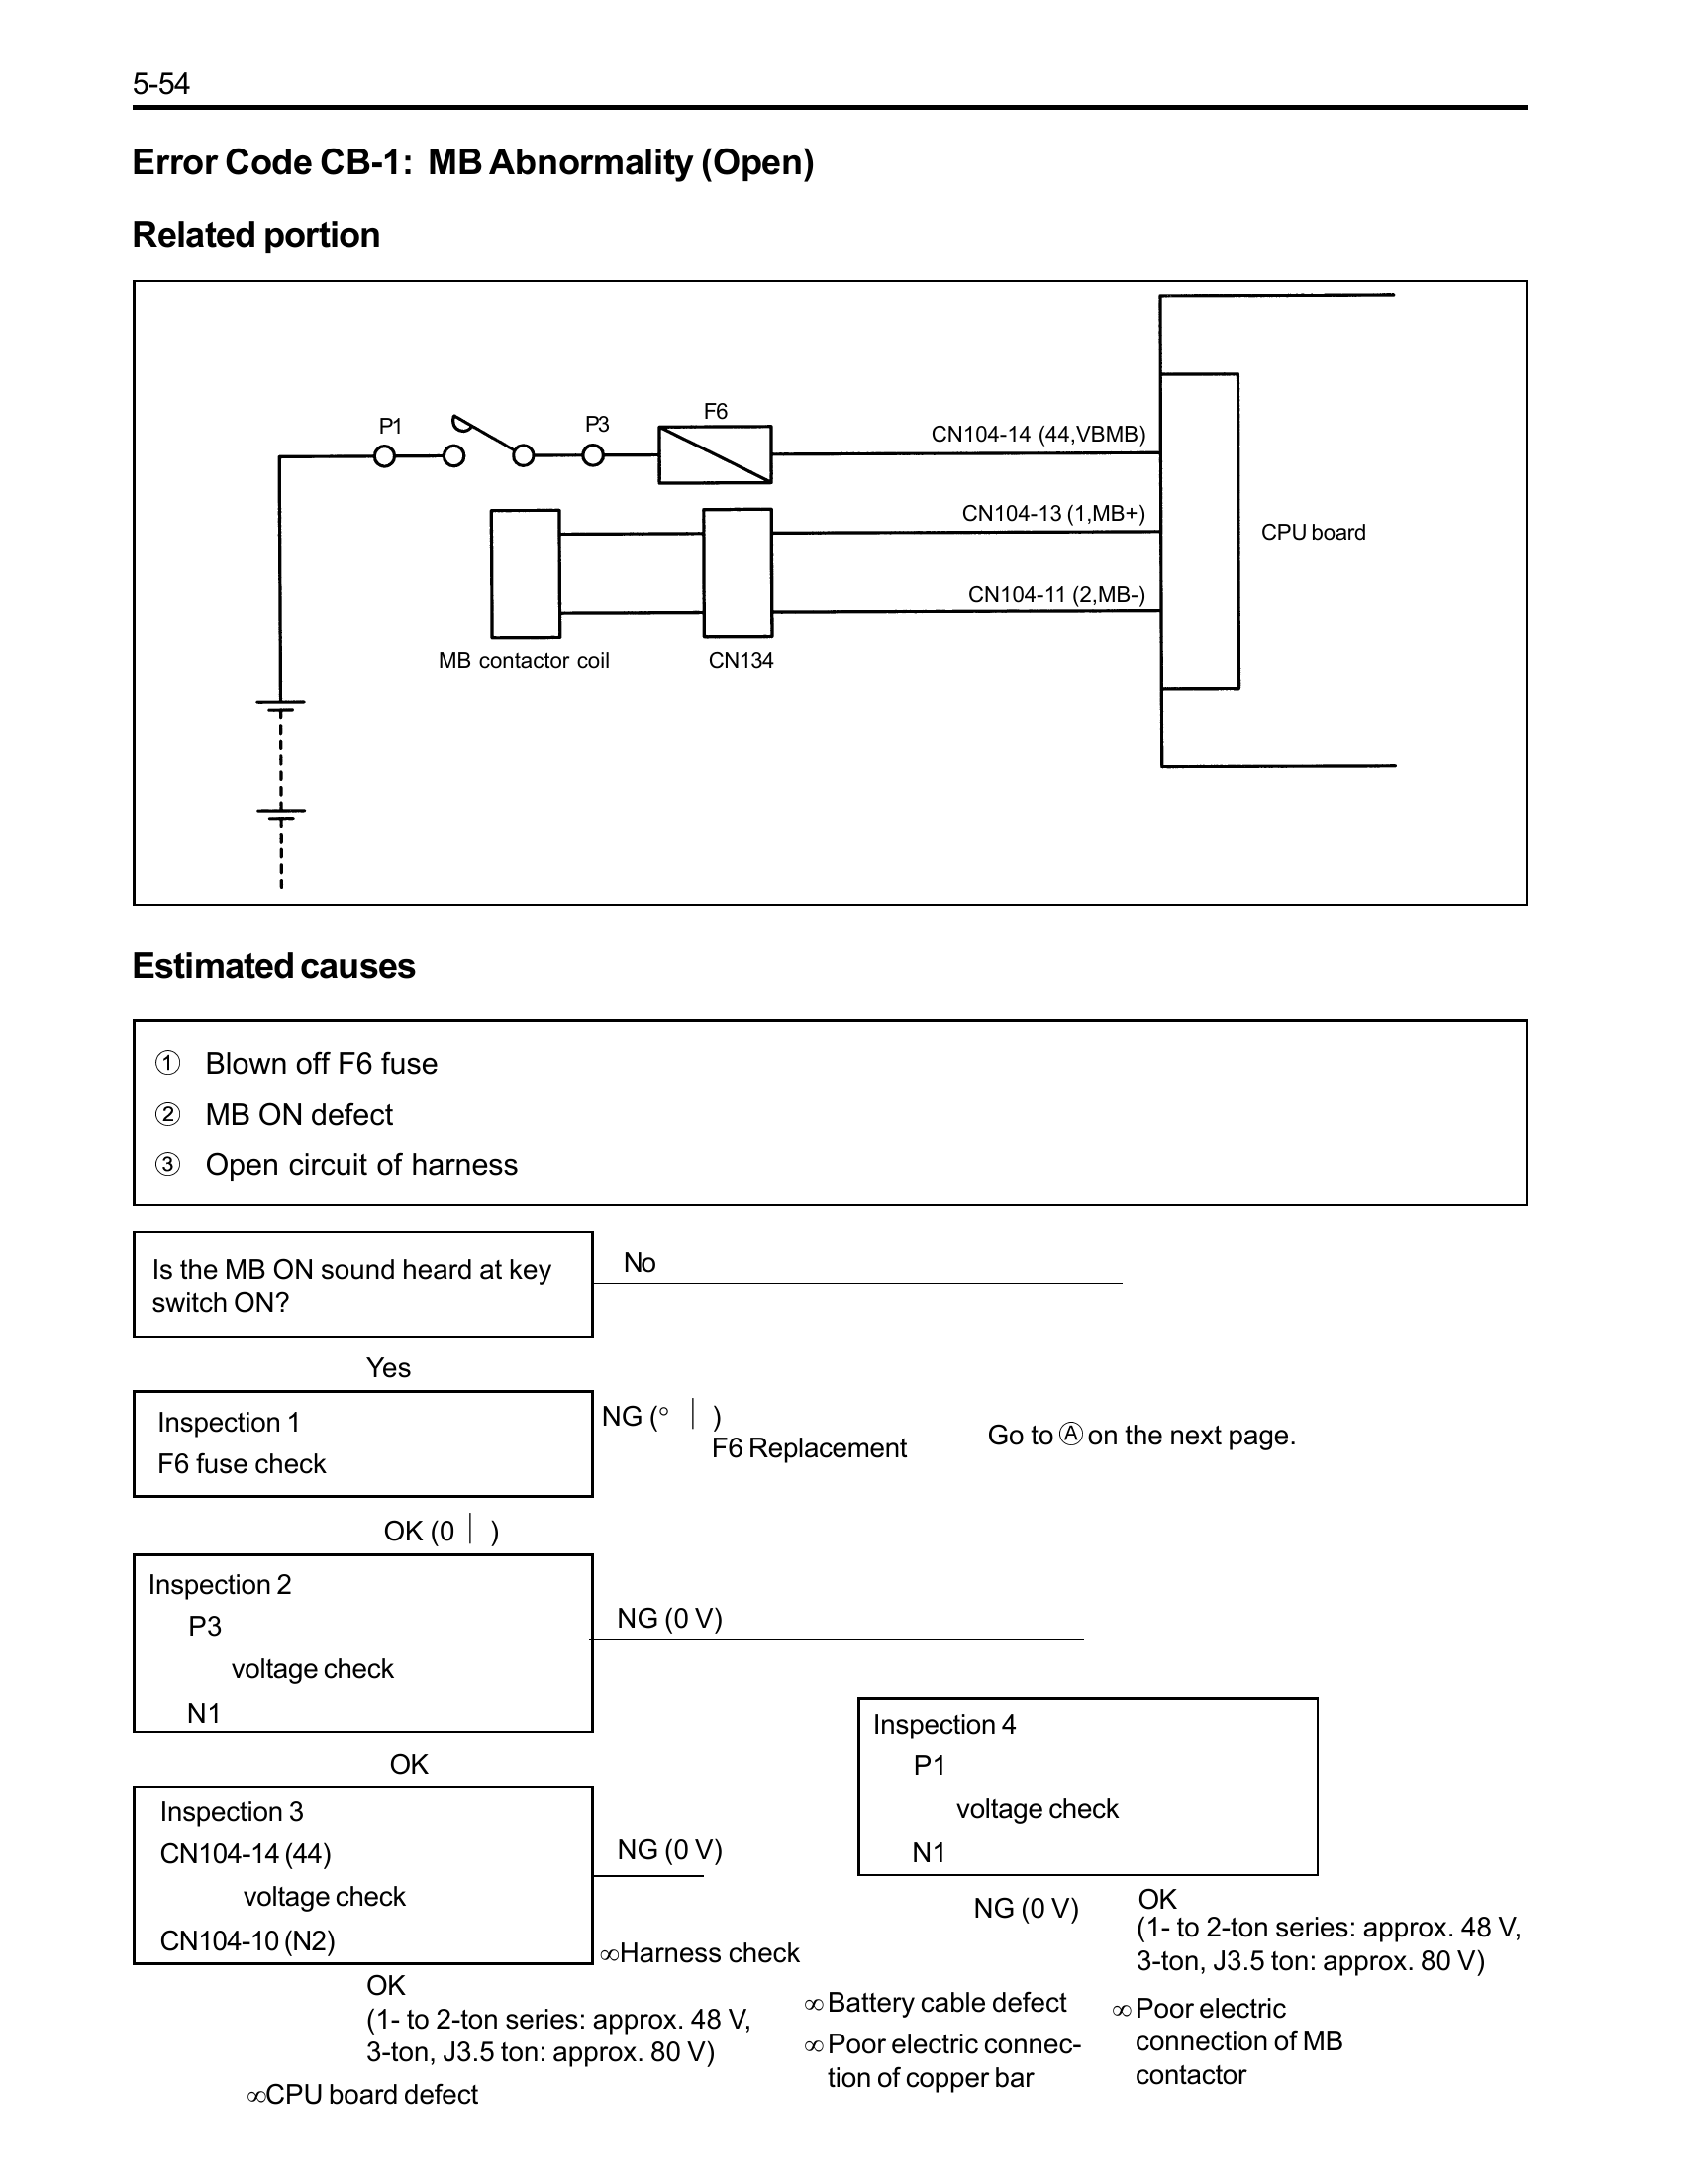 5-54
Error Code CB-1: MB Abnormality (Open)
Related portion
P1
P3
F6
CN104-14 (44,VBMB)
CN104-13 (1,MB+)
CPU board
CN104-11 (2,MB-)
MB contactor coil
CN134
Estimated causes
① Blown off F6 fuse
② MB ON defect
③ Open circuit of harness
Is the MB ON sound heard at key
switch ON?
No
Yes
Inspection 1
F6 fuse check
NG (° | )
F6 Replacement
Go to Ⓐ on the next page.
OK (0 | )
Inspection 2
P3
voltage check
N1
NG (0 V)
OK
Inspection 3
CN104-14 (44)
voltage check
CN104-10 (N2)
NG (0 V)
∞Harness check
OK
(1- to 2-ton series: approx. 48 V,
3-ton, J3.5 ton: approx. 80 V)
∞CPU board defect
Inspection 4
P1
voltage check
N1
NG (0 V)
∞ Battery cable defect
∞ Poor electric connec-
tion of copper bar
OK
(1- to 2-ton series: approx. 48 V,
3-ton, J3.5 ton: approx. 80 V)
∞ Poor electric
connection of MB
contactor